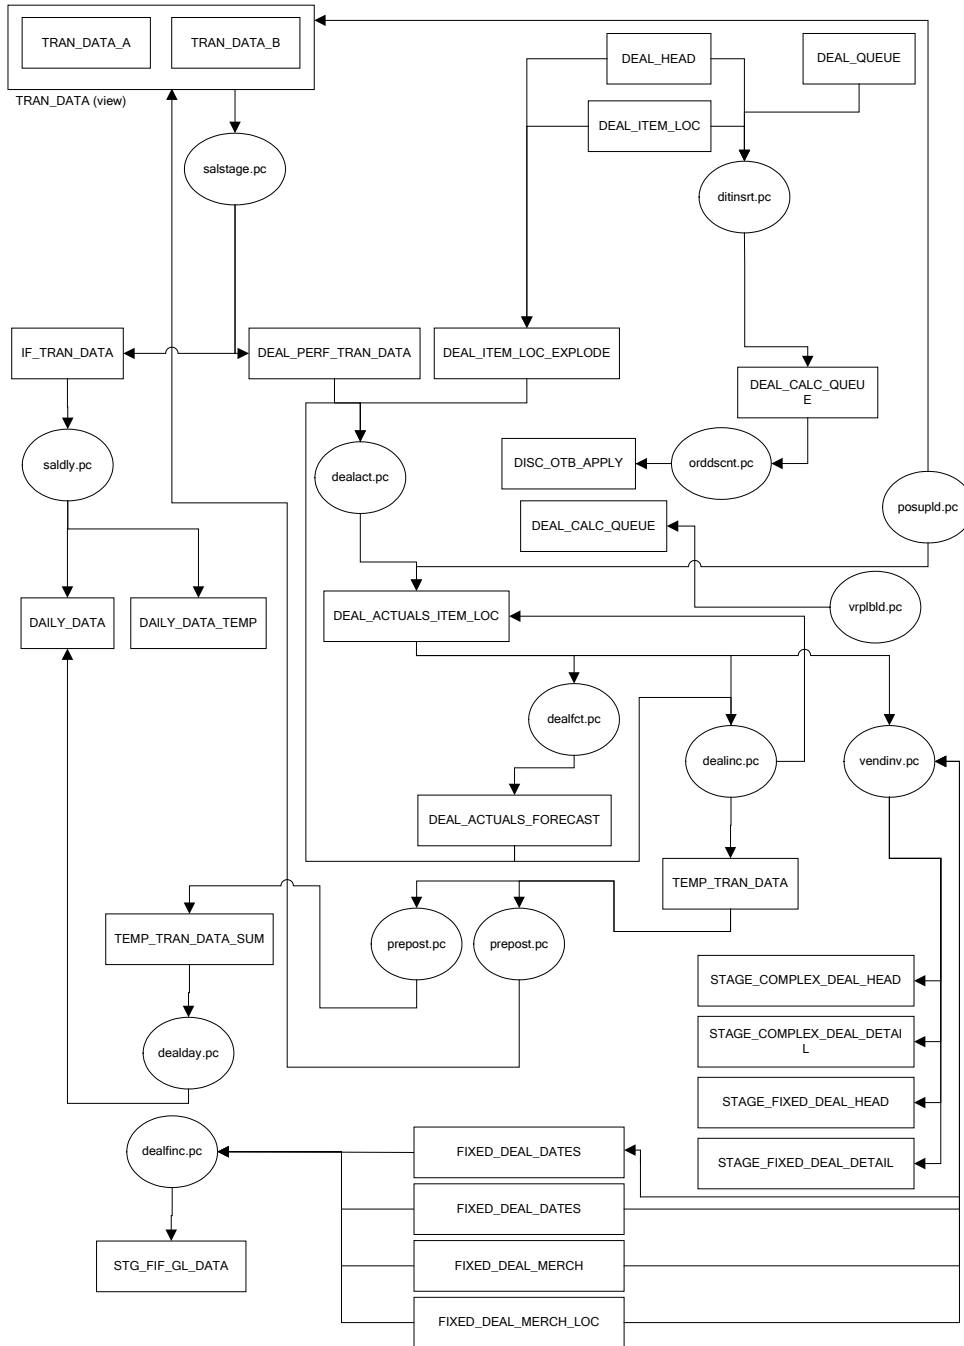 TRAN_DATA_A
TRAN_DATA_B
DEAL_HEAD
DEAL_QUEUE
TRAN_DATA (view)
DEAL_ITEM_LOC
salstage.pc
ditinsrt.pc
IF_TRAN_DATA
DEAL_PERF_TRAN_DATA
DEAL_ITEM_LOC_EXPLODE
DEAL_CALC_QUEU
E
saldly.pc
dealact.pc
DISC_OTB_APPLY
orddscnt.pc
posupld.pc
DEAL_CALC_QUEUE
DAILY_DATA
DAILY_DATA_TEMP
DEAL_ACTUALS_ITEM_LOC
vrplbld.pc
dealfct.pc
dealinc.pc
vendinv.pc
DEAL_ACTUALS_FORECAST
TEMP_TRAN_DATA
TEMP_TRAN_DATA_SUM
prepost.pc
prepost.pc
STAGE_COMPLEX_DEAL_HEAD
STAGE_COMPLEX_DEAL_DETAI
L
dealday.pc
STAGE_FIXED_DEAL_HEAD
dealfinc.pc
FIXED_DEAL_DATES
STAGE_FIXED_DEAL_DETAIL
FIXED_DEAL_DATES
STG_FIF_GL_DATA
FIXED_DEAL_MERCH
FIXED_DEAL_MERCH_LOC